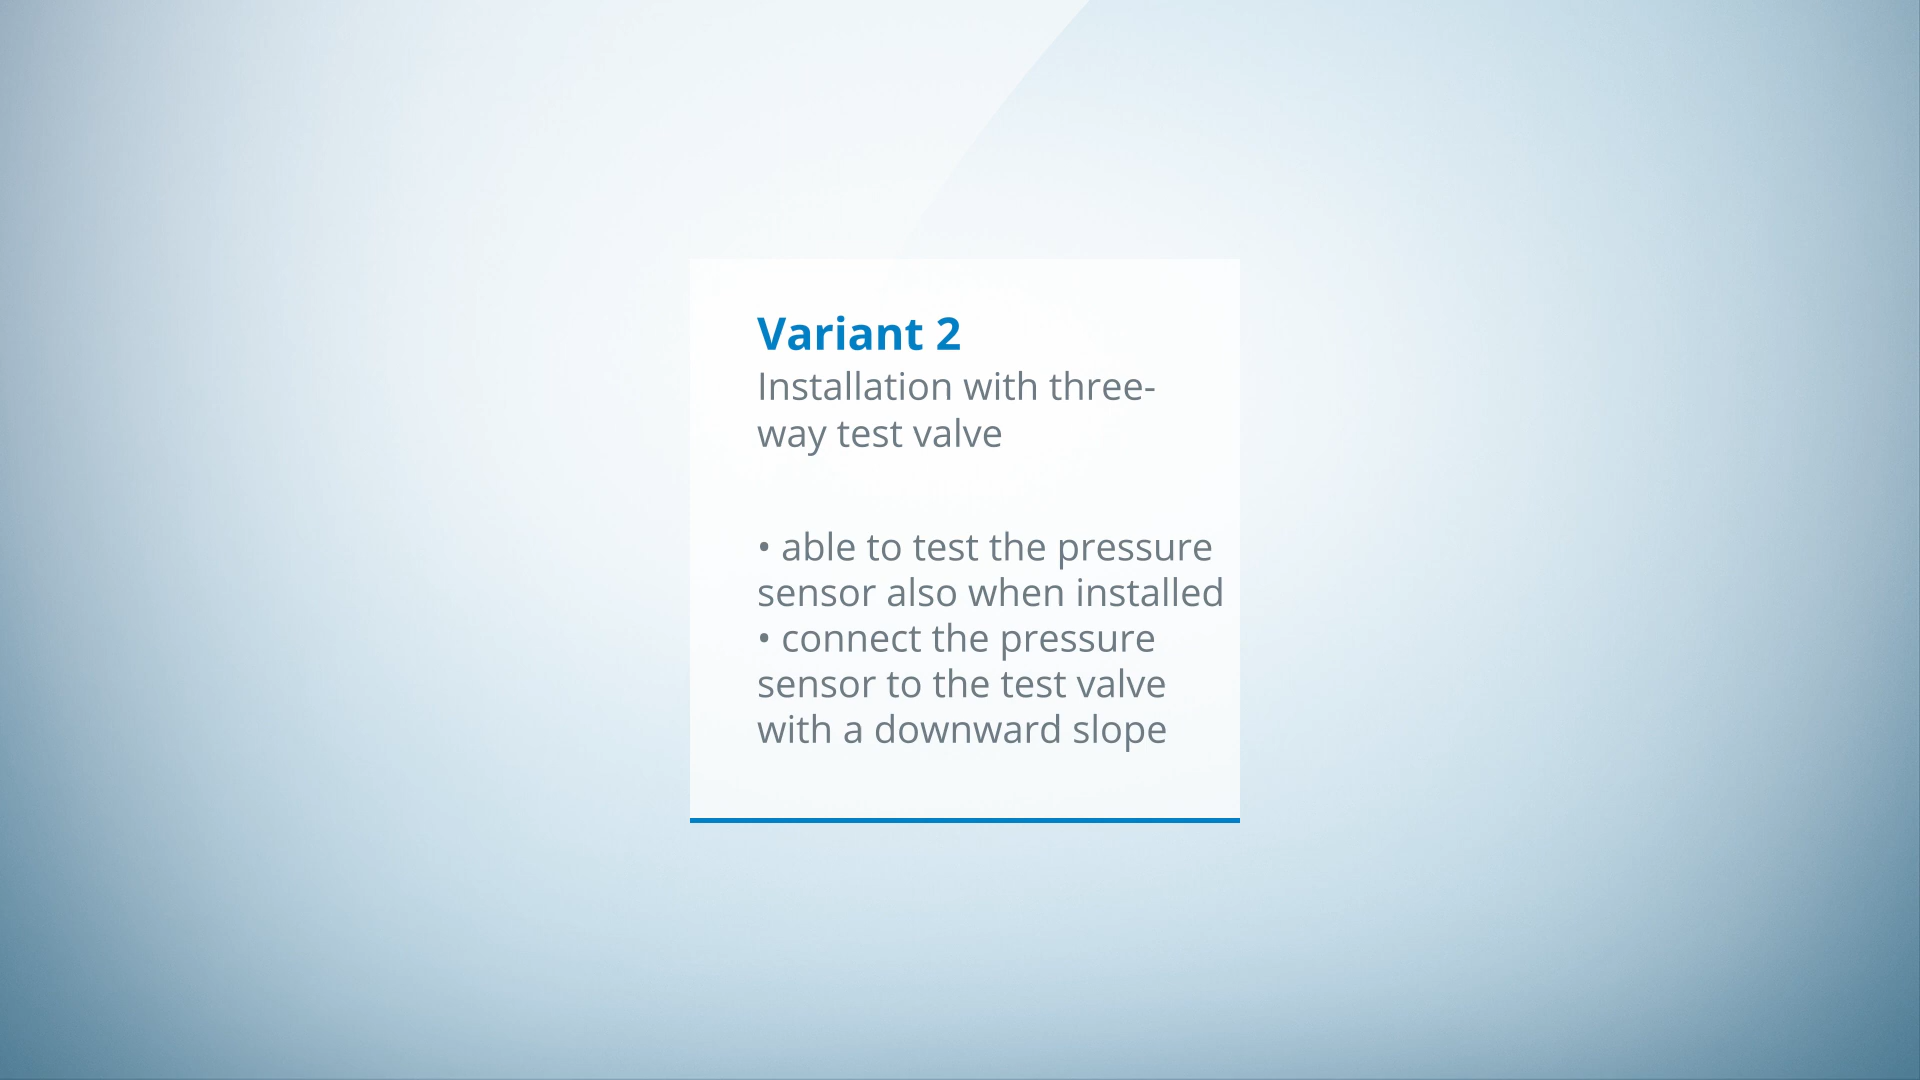 Variant 2
Installation with three-
way test valve
• able to test the pressure
sensor also when installed
• connect the pressure
sensor to the test valve
with a downward slope